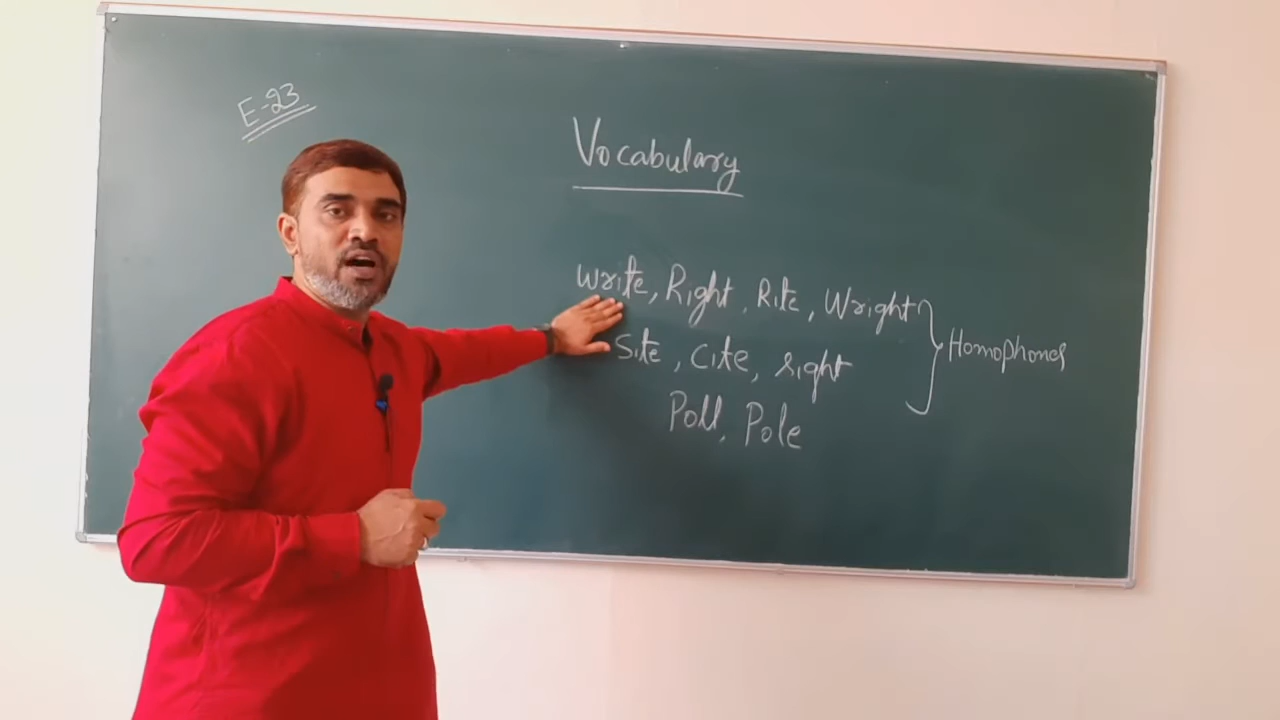 E-23
Vocabulary
Write, Right, Rite, Wright
Homophones
Site, Cite, sight
Poll, Pole